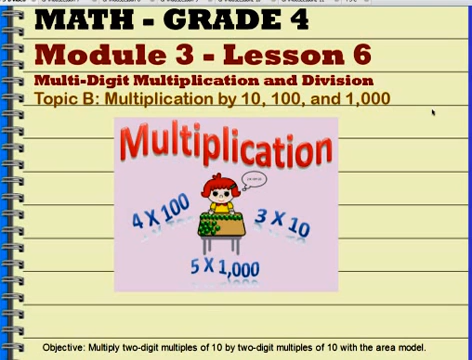 MATH - GRADE 4
Module 3 - Lesson 6
Multi-Digit Multiplication and Division
Topic B: Multiplication by 10, 100, and 1,000
Multiplication
4 X 100
3 X 10
5 X 1,000
Objective: Multiply two-digit multiples of 10 by two-digit multiples of 10 with the area model.